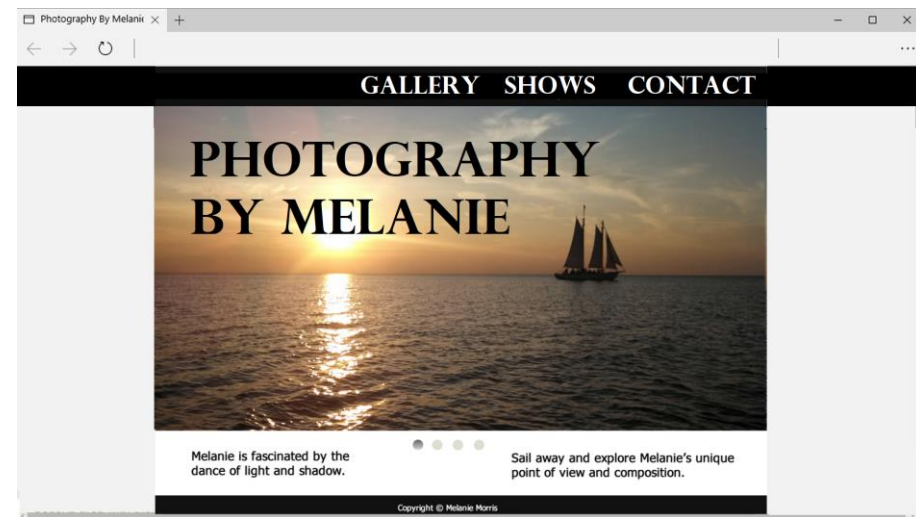 Photography By Melani
GALLERY SHOWS CONTACT
PHOTOGRAPHY
BY MELANIE
Melanie is fascinated by the
dance of light and shadow.
Sail away and explore Melanie's unique
point of view and composition.
Copyright © Melanie Morris